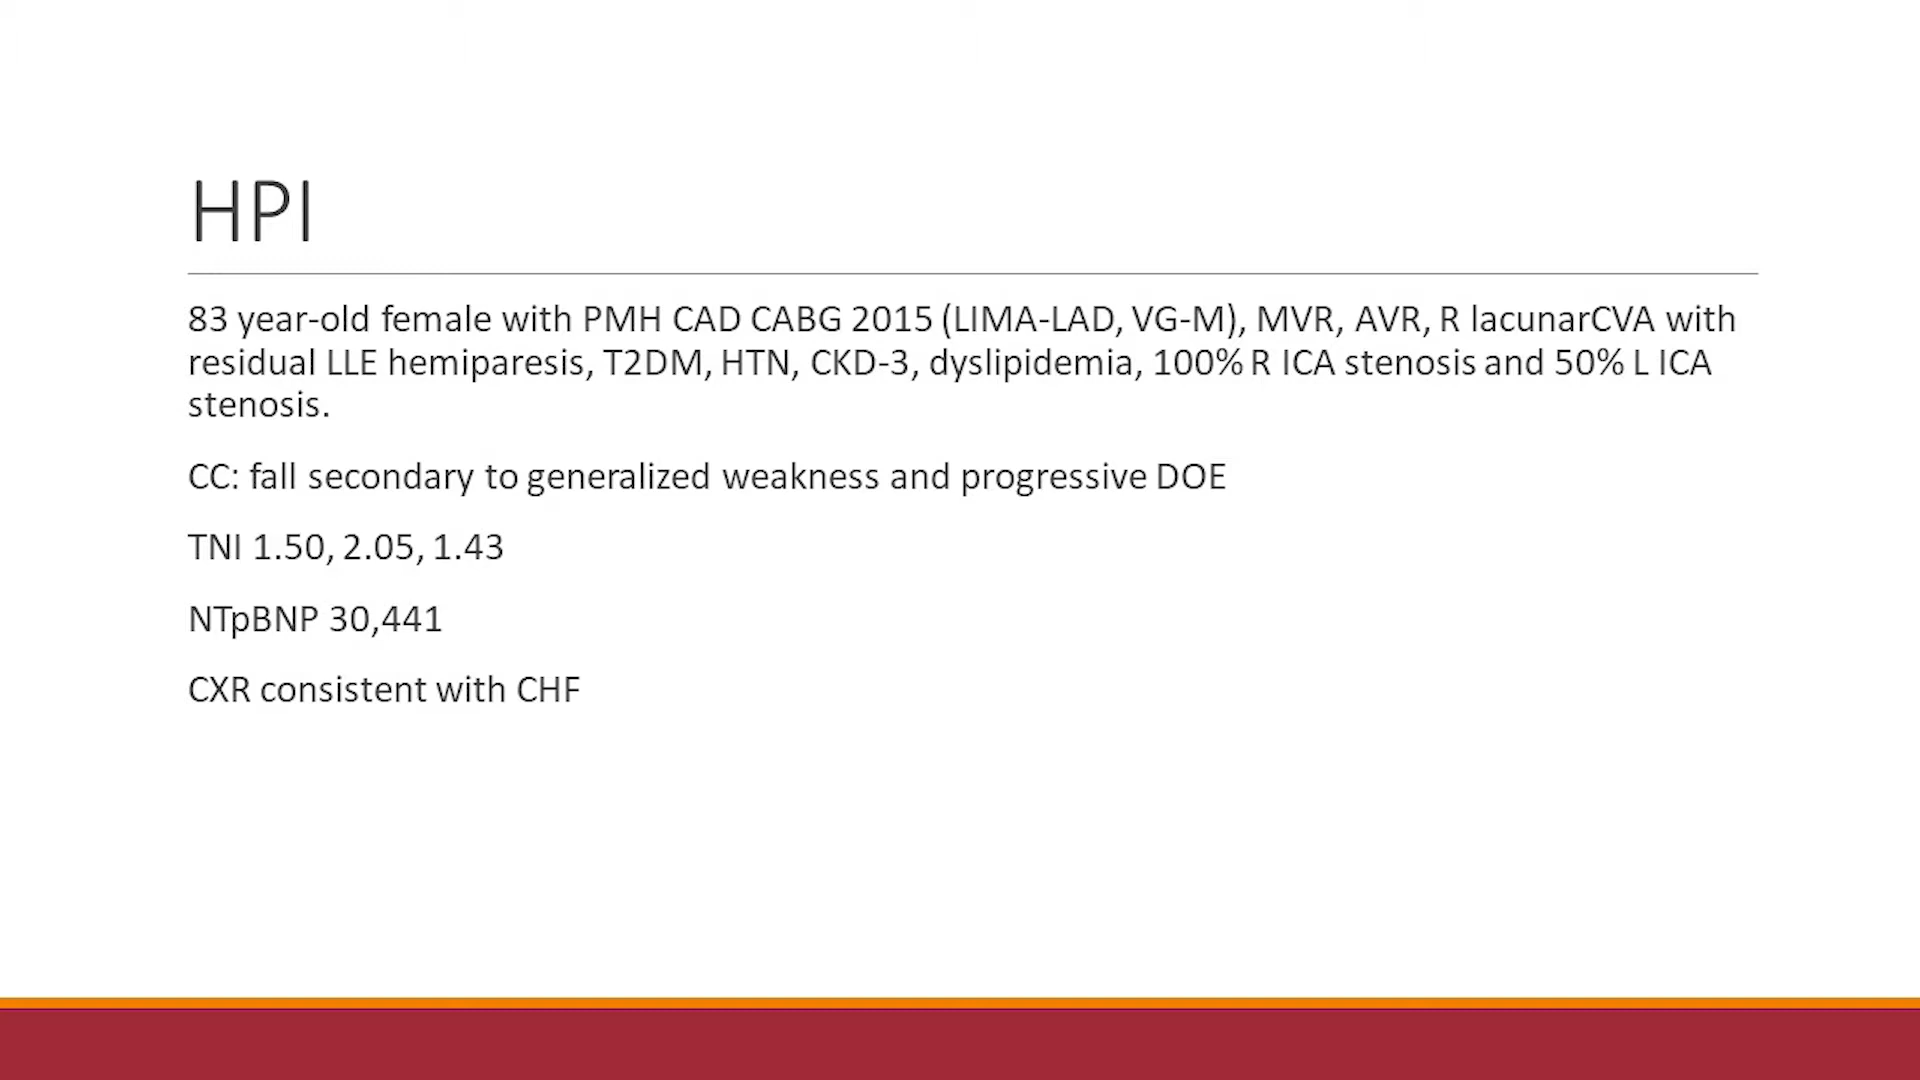 HPI
83 year-old female with PMH CAD CABG 2015 (LIMA-LAD, VG-M), MVR, AVR, R lacunarCVA with
residual LLE hemiparesis, T2DM, HTN, CKD-3, dyslipidemia, 100% R ICA stenosis and 50% L ICA
stenosis.
CC: fall secondary to generalized weakness and progressive DOE
TNI 1.50, 2.05, 1.43
NTpBNP 30,441
CXR consistent with CHF